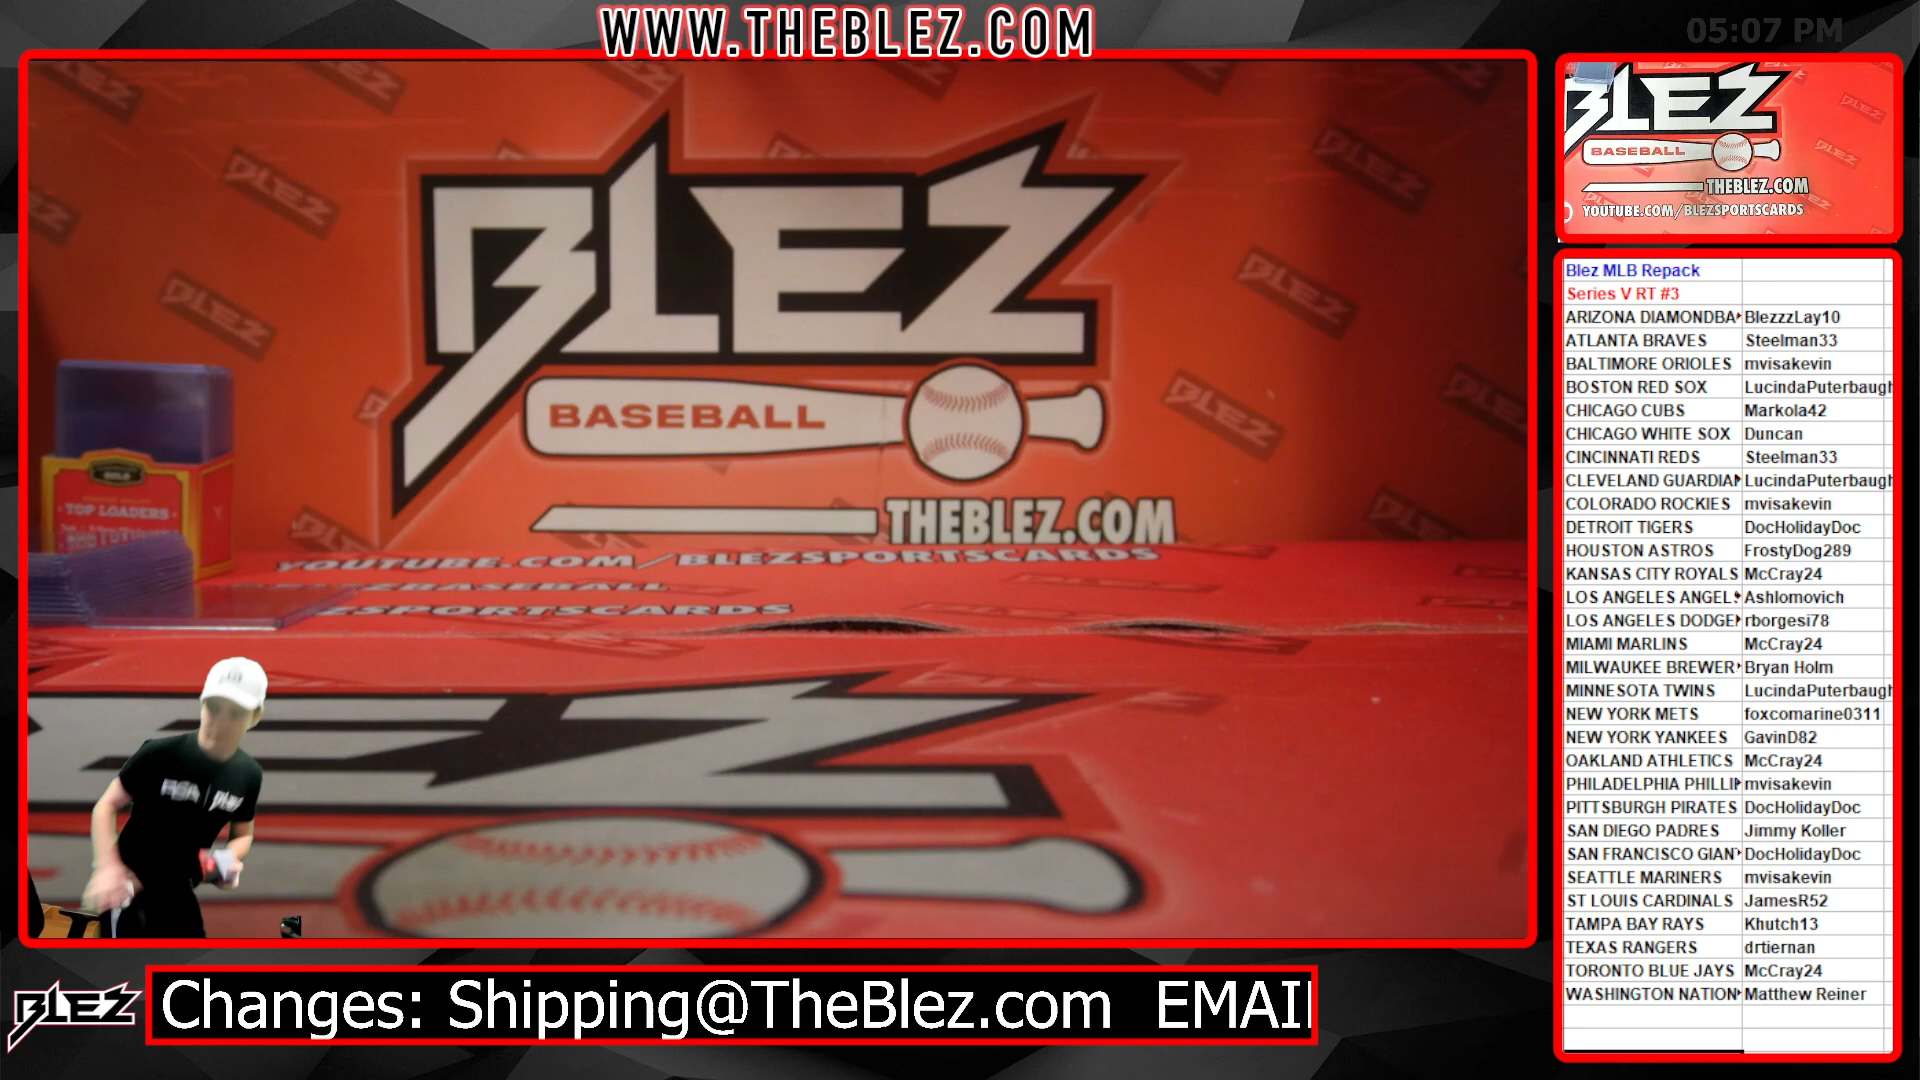 WWW.THEBLEZ.COM
05:07 PM
BLEZ
BASEBALL
THEBLEZ.COM
YOUTUBE.COM/BLEZSPORTSCARDS
TOP LOADERS
BLEZ
BASEBALL
THEBLEZ.COM
YOUTUBE.COM/BLEZSPORTSCARDS
Blez MLB Repack
Series V RT #3
ARIZONA DIAMONDBA BlezzzLay10
ATLANTA BRAVES Steelman33
BALTIMORE ORIOLES mvisakevin
BOSTON RED SOX LucindaPuterbaugh
CHICAGO CUBS Markola42
CHICAGO WHITE SOX Duncan
CINCINNATI REDS Steelman33
CLEVELAND GUARDIAN LucindaPuterbaugh
COLORADO ROCKIES mvisakevin
DETROIT TIGERS DocHolidayDoc
HOUSTON ASTROS FrostyDog289
KANSAS CITY ROYALS McCray24
LOS ANGELES ANGELS Ashlomovich
LOS ANGELES DODGE rborgesi78
MIAMI MARLINS McCray24
MILWAUKEE BREWER Bryan Holm
MINNESOTA TWINS LucindaPuterbaugh
NEW YORK METS foxcomarine0311
NEW YORK YANKEES GavinD82
OAKLAND ATHLETICS McCray24
PHILADELPHIA PHILLI mvisakevin
PITTSBURGH PIRATES DocHolidayDoc
SAN DIEGO PADRES Jimmy Koller
SAN FRANCISCO GIAN DocHolidayDoc
SEATTLE MARINERS mvisakevin
ST LOUIS CARDINALS JamesR52
TAMPA BAY RAYS Khutch13
TEXAS RANGERS drtiernan
TORONTO BLUE JAYS McCray24
WASHINGTON NATION Matthew Reiner
BLEZ
Changes: Shipping@TheBlez.com EMAI